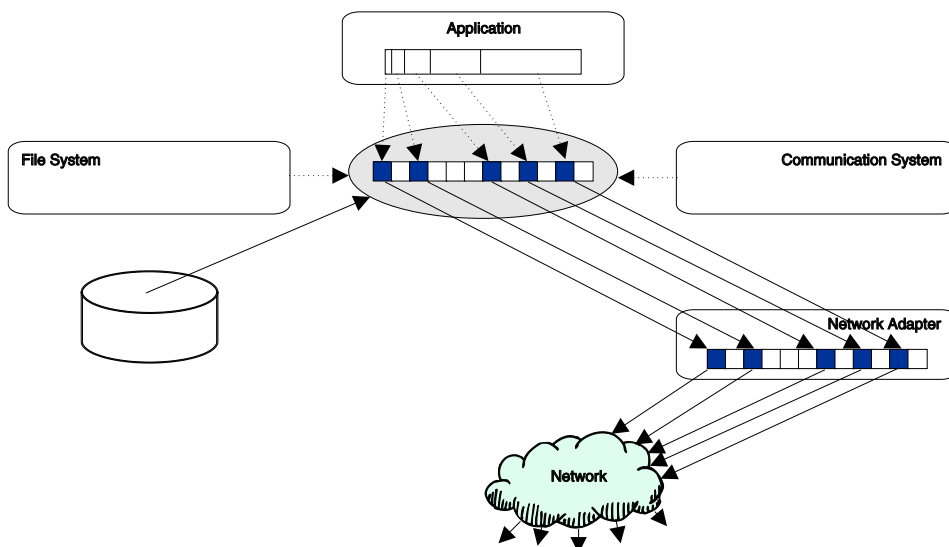 Application
File System
Communication System
Network Adapter
Network